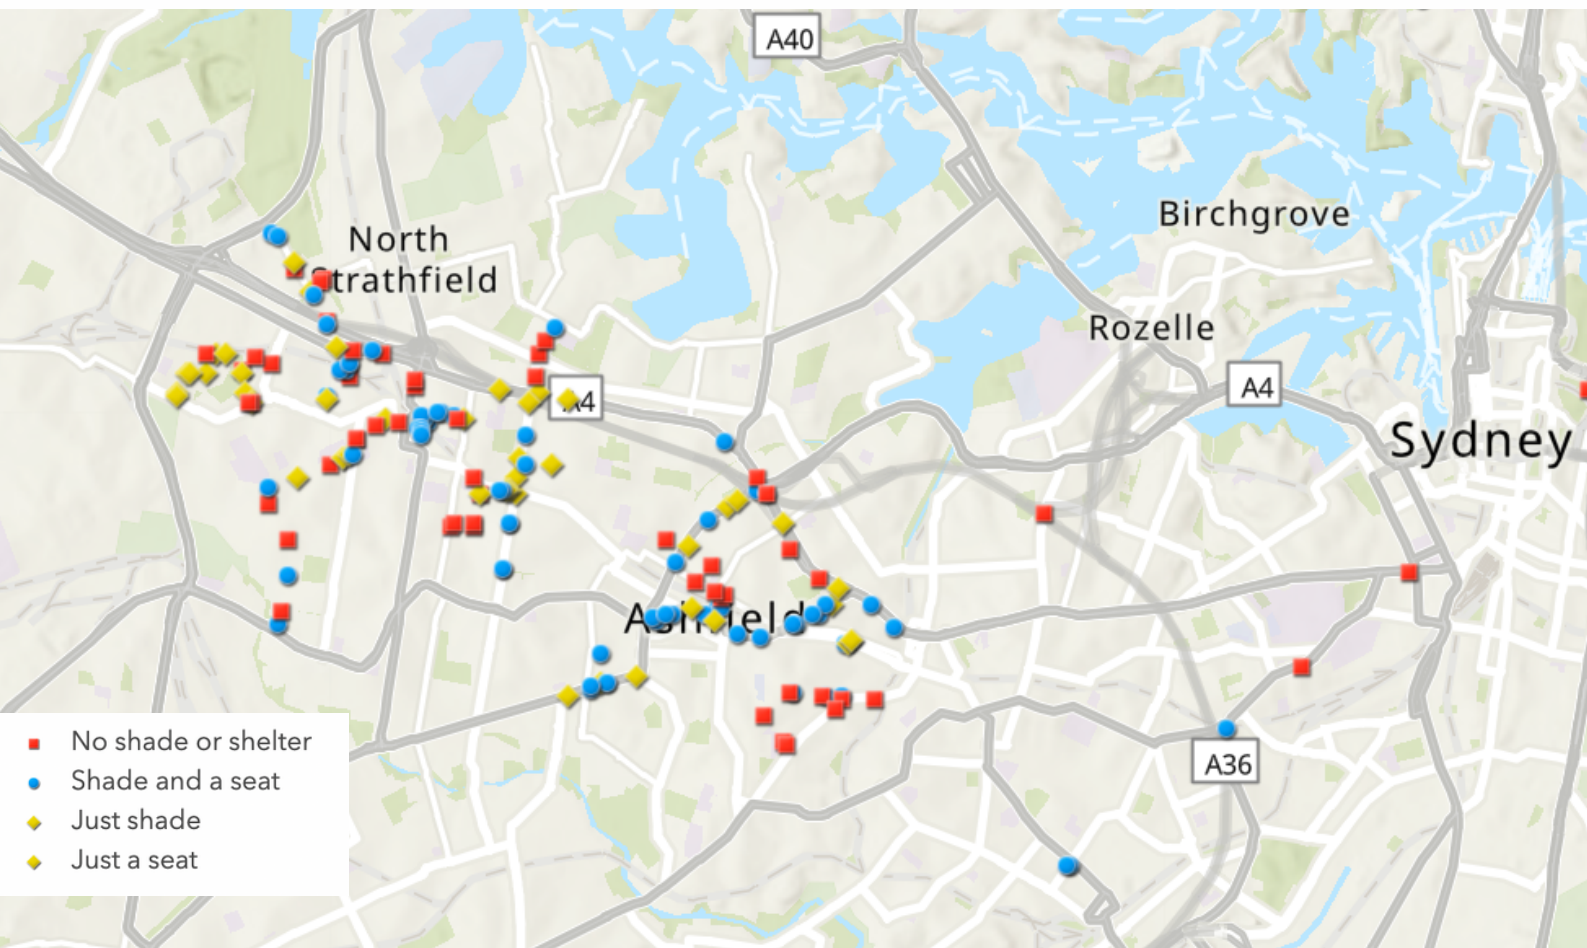 A40
North
Strathfield
Birchgrove
Rozelle
A4
A4
Sydney
Ashfield
A36
No shade or shelter
Shade and a seat
Just shade
Just a seat